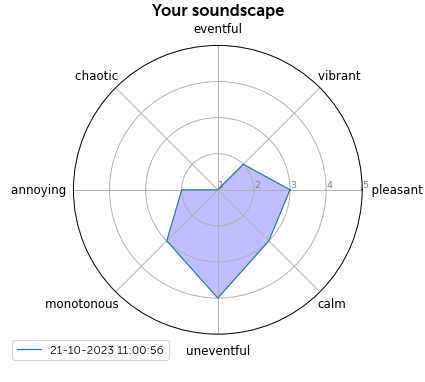 Your soundscape
eventful
chaotic
vibrant
annoying
1
2
3
4
5
pleasant
monotonous
calm
uneventful
21-10-2023 11:00:56